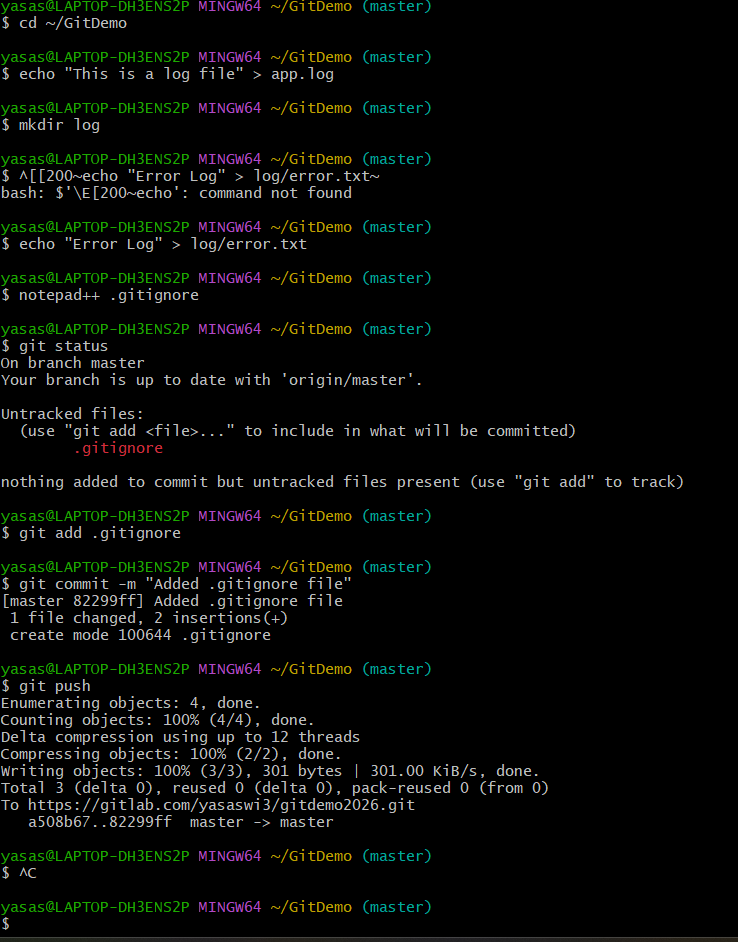 yasas@LAPTOP-DH3ENS2P MINGW64 ~/GitDemo (master)
$ cd ~/GitDemo
yasas@LAPTOP-DH3ENS2P MINGW64 ~/GitDemo (master)
$ echo "This is a log file" > app.log
yasas@LAPTOP-DH3ENS2P MINGW64 ~/GitDemo (master)
$ mkdir log
yasas@LAPTOP-DH3ENS2P MINGW64 ~/GitDemo (master)
$ ^[[200~echo "Error Log" > log/error.txt~
bash: $'\E[200~echo': command not found
yasas@LAPTOP-DH3ENS2P MINGW64 ~/GitDemo (master)
$ echo "Error Log" > log/error.txt
yasas@LAPTOP-DH3ENS2P MINGW64 ~/GitDemo (master)
$ notepad++ .gitignore
yasas@LAPTOP-DH3ENS2P MINGW64 ~/GitDemo (master)
$ git status
On branch master
Your branch is up to date with 'origin/master'.
Untracked files:
  (use "git add <file>..." to include in what will be committed)
        .gitignore
nothing added to commit but untracked files present (use "git add" to track)
yasas@LAPTOP-DH3ENS2P MINGW64 ~/GitDemo (master)
$ git add .gitignore
yasas@LAPTOP-DH3ENS2P MINGW64 ~/GitDemo (master)
$ git commit -m "Added .gitignore file"
[master 82299ff] Added .gitignore file
 1 file changed, 2 insertions(+)
 create mode 100644 .gitignore
yasas@LAPTOP-DH3ENS2P MINGW64 ~/GitDemo (master)
$ git push
Enumerating objects: 4, done.
Counting objects: 100% (4/4), done.
Delta compression using up to 12 threads
Compressing objects: 100% (2/2), done.
Writing objects: 100% (3/3), 301 bytes | 301.00 KiB/s, done.
Total 3 (delta 0), reused 0 (delta 0), pack-reused 0 (from 0)
To https://gitlab.com/yasaswi3/gitdemo2026.git
   a508b67..82299ff  master -> master
yasas@LAPTOP-DH3ENS2P MINGW64 ~/GitDemo (master)
$ ^C
yasas@LAPTOP-DH3ENS2P MINGW64 ~/GitDemo (master)
$